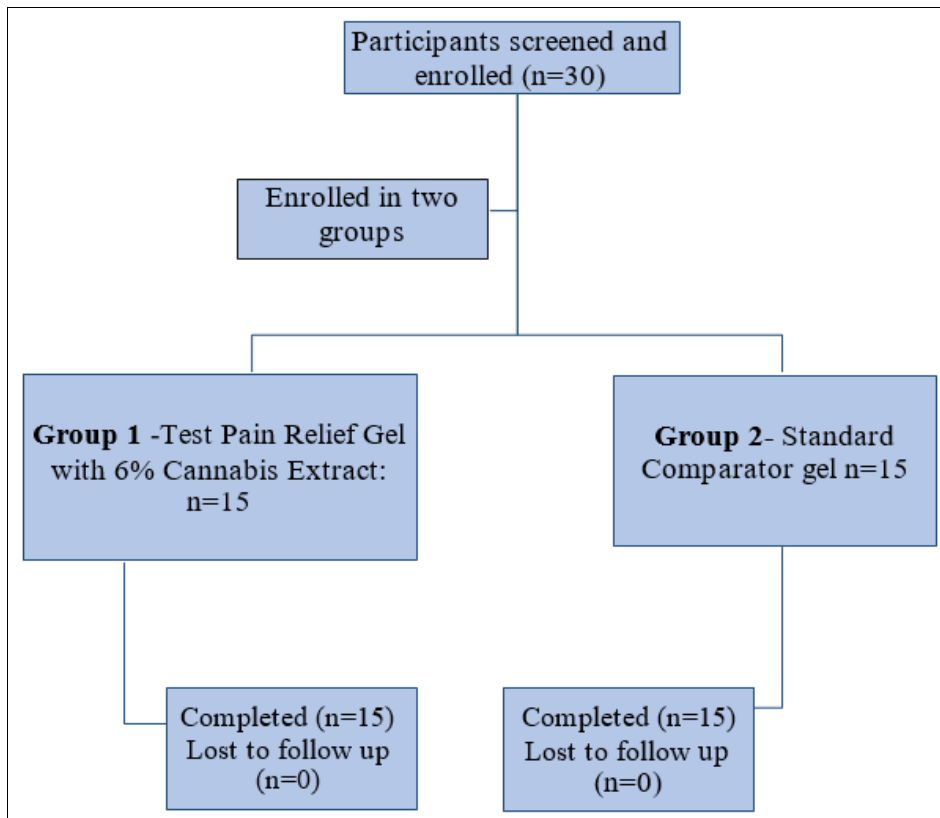 Participants screened and
enrolled (n=30)
Enrolled in two
groups
Group 1 -Test Pain Relief Gel
with 6% Cannabis Extract:
n=15
Group 2- Standard
Comparator gel n=15
Completed (n=15)
Lost to follow up
(n=0)
Completed (n=15)
Lost to follow up
(n=0)